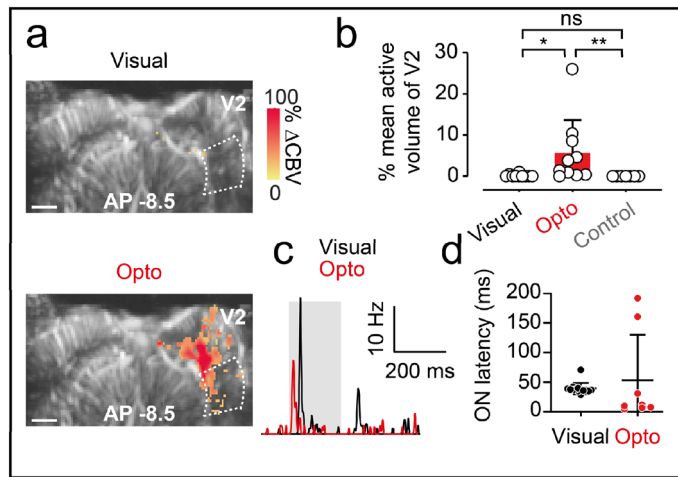 a
Visual
V2
AP -8.5
100
% ΔCBV
0
Opto
V2
AP -8.5
b
ns
* **
% mean active
volume of V2
30
20
10
0
Visual
Opto
Control
c
Visual
Opto
10 Hz
200 ms
d
ON latency (ms)
200
150
100
50
0
Visual Opto